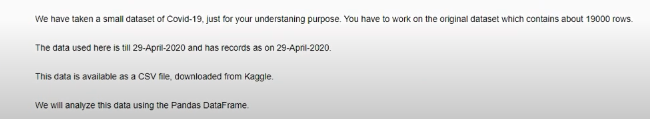 We have taken a small dataset of Covid-19, just for your understaning purpose. You have to work on the original dataset which contains about 19000 rows.
The data used here is till 29-April-2020 and has records as on 29-April-2020.
This data is available as a CSV file, downloaded from Kaggle.
We will analyze this data using the Pandas DataFrame.